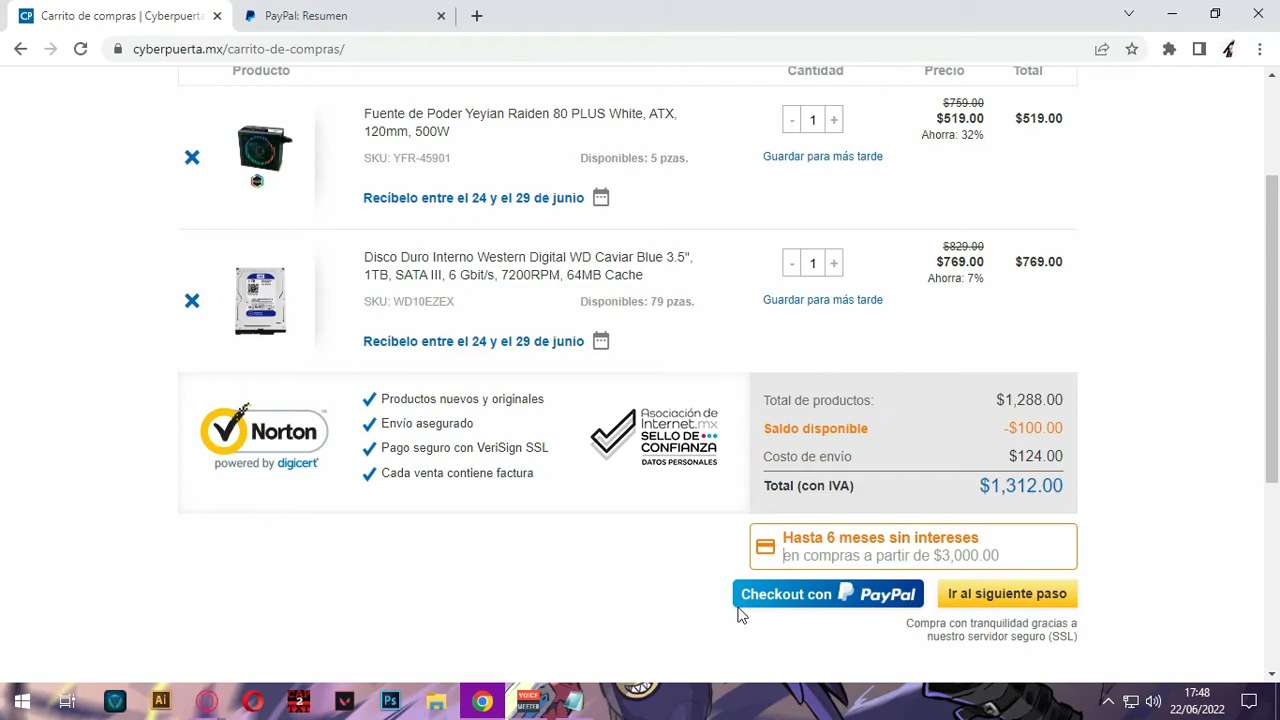 Carrito de compras | Cyberpuerta
PayPal: Resumen
cyberpuerta.mx/carrito-de-compras/
Producto
Cantidad
Precio
Total
Fuente de Poder Yeyian Raiden 80 PLUS White, ATX,
120mm, 500W
SKU: YFR-45901
Disponibles: 5 pzas.
Recíbelo entre el 24 y el 29 de junio
- 1 +
Guardar para más tarde
$759.00
$519.00
Ahorra: 32%
$519.00
Disco Duro Interno Western Digital WD Caviar Blue 3.5",
1TB, SATA III, 6 Gbit/s, 7200RPM, 64MB Cache
SKU: WD10EZEX
Disponibles: 79 pzas.
Recíbelo entre el 24 y el 29 de junio
- 1 +
Guardar para más tarde
$829.00
$769.00
Ahorra: 7%
$769.00
Norton
powered by digicert
Productos nuevos y originales
Envío asegurado
Pago seguro con VeriSign SSL
Cada venta contiene factura
Asociación de
Internet.mx
SELLO DE
CONFIANZA
DATOS PERSONALES
Total de productos: $1,288.00
Saldo disponible -$100.00
Costo de envío $124.00
Total (con IVA) $1,312.00
Hasta 6 meses sin intereses
en compras a partir de $3,000.00
Checkout con PayPal
Ir al siguiente paso
Compra con tranquilidad gracias a
nuestro servidor seguro (SSL)
Ai
Ps
VOICE
MEETER
17:48
22/06/2022